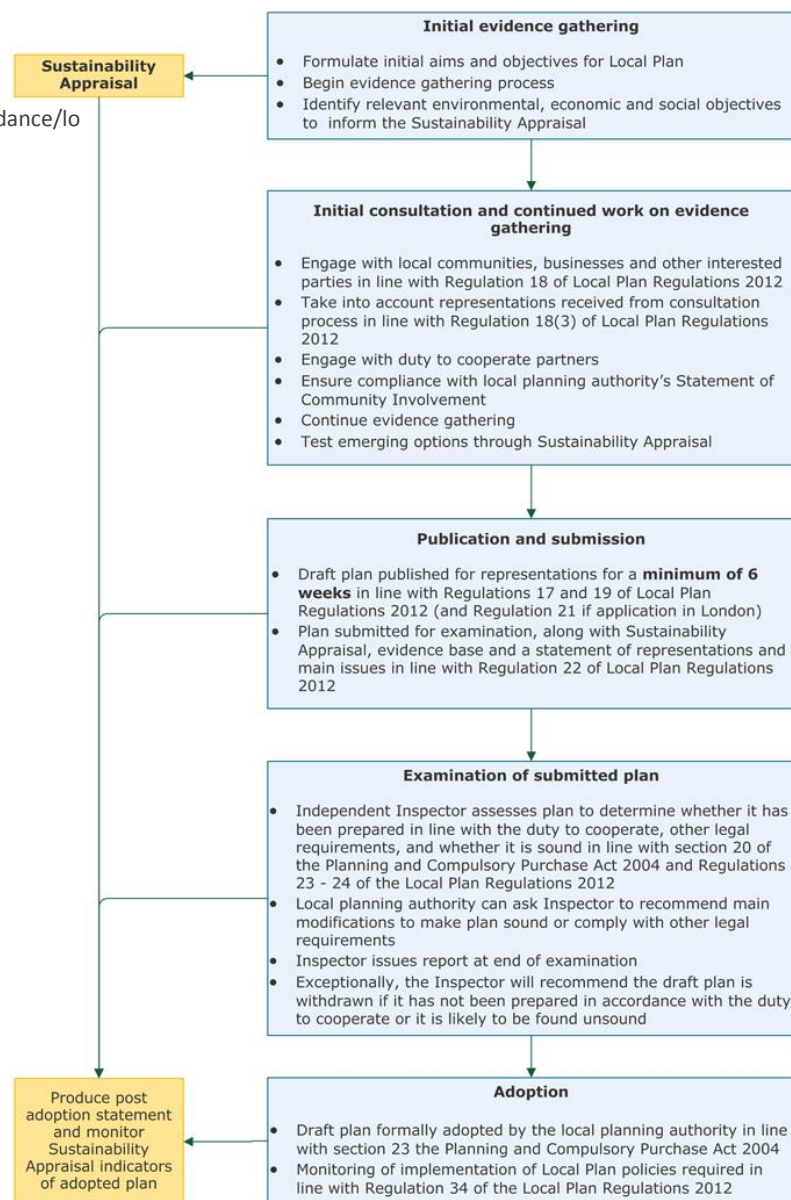 Initial evidence gathering
• Formulate initial aims and objectives for Local Plan
• Begin evidence gathering process
• Identify relevant environmental, economic and social objectives
to inform the Sustainability Appraisal
Sustainability
Appraisal
dance/lo
Initial consultation and continued work on evidence
gathering
• Engage with local communities, businesses and other interested
parties in line with Regulation 18 of Local Plan Regulations 2012
• Take into account representations received from consultation
process in line with Regulation 18(3) of Local Plan Regulations
2012
• Engage with duty to cooperate partners
• Ensure compliance with local planning authority's Statement of
Community Involvement
• Continue evidence gathering
• Test emerging options through Sustainability Appraisal
Publication and submission
• Draft plan published for representations for a minimum of 6
weeks in line with Regulations 17 and 19 of Local Plan
Regulations 2012 (and Regulation 21 if application in London)
• Plan submitted for examination, along with Sustainability
Appraisal, evidence base and a statement of representations and
main issues in line with Regulation 22 of Local Plan Regulations
2012
Examination of submitted plan
• Independent Inspector assesses plan to determine whether it has
been prepared in line with the duty to cooperate, other legal
requirements, and whether it is sound in line with section 20 of
the Planning and Compulsory Purchase Act 2004 and Regulations
23 - 24 of the Local Plan Regulations 2012
• Local planning authority can ask Inspector to recommend main
modifications to make plan sound or comply with other legal
requirements
• Inspector issues report at end of examination
• Exceptionally, the Inspector will recommend the draft plan is
withdrawn if it has not been prepared in accordance with the duty
to cooperate or it is likely to be found unsound
Produce post
adoption statement
and monitor
Sustainability
Appraisal indicators
of adopted plan
Adoption
• Draft plan formally adopted by the local planning authority in line
with section 23 the Planning and Compulsory Purchase Act 2004
• Monitoring of implementation of Local Plan policies required in
line with Regulation 34 of the Local Plan Regulations 2012